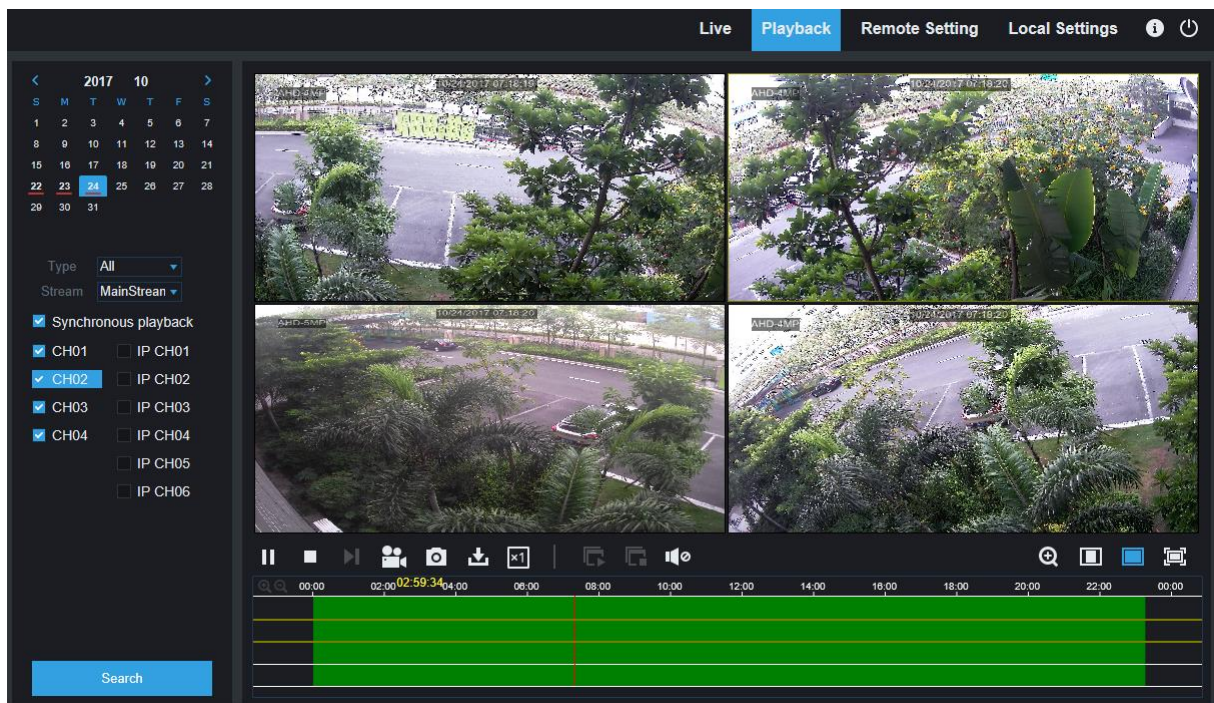 Live Playback Remote Setting Local Settings
2017 10
S M T W T F S
1 2 3 4 5 6 7
8 9 10 11 12 13 14
15 16 17 18 19 20 21
22 23 24 25 26 27 28
29 30 31
Type All
Stream MainStream
Synchronous playback
CH01 IP CH01
CH02 IP CH02
CH03 IP CH03
CH04 IP CH04
IP CH05
IP CH06
Search
AHD-4MP 10/24/2017 07:18:19
AHD-4MP 10/24/2017 07:18:20
AHD-5MP 10/24/2017 07:18:20
AHD-4MP 10/24/2017 07:18:20
×1
00:00 02:00 02:59:34 04:00 06:00 08:00 10:00 12:00 14:00 16:00 18:00 20:00 22:00 00:00